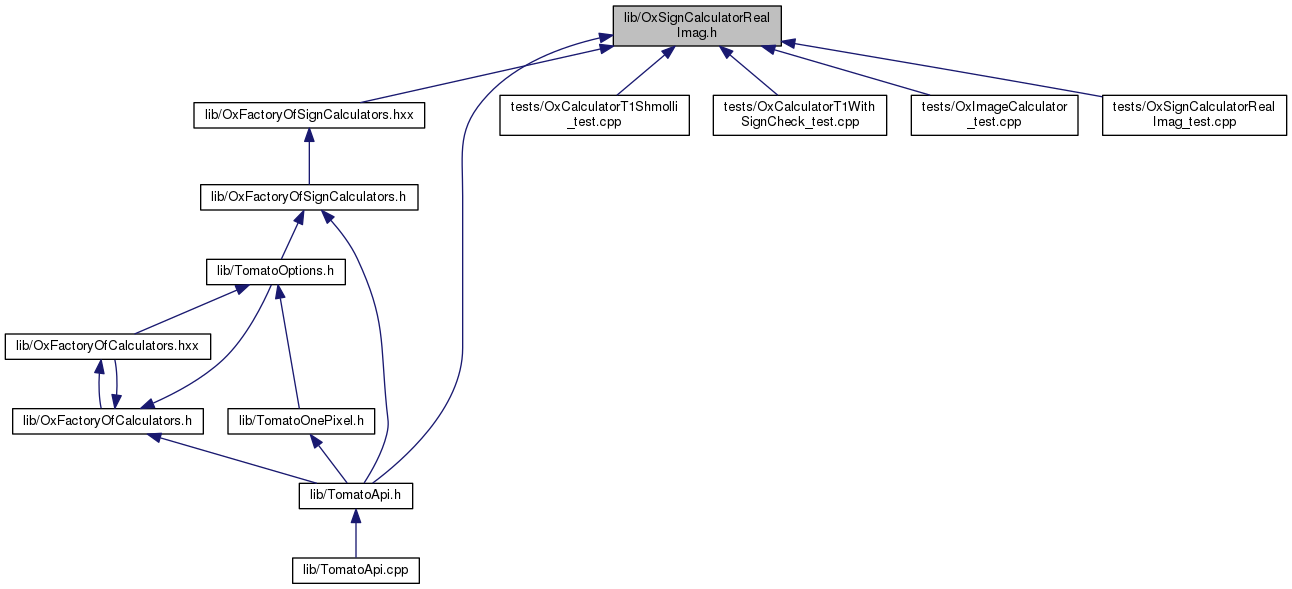 lib/OxSignCalculatorReal
Imag.h
lib/OxFactoryOfSignCalculators.hxx
tests/OxCalculatorT1Shmolli
_test.cpp
tests/OxCalculatorT1With
SignCheck_test.cpp
tests/OxImageCalculator
_test.cpp
tests/OxSignCalculatorReal
Imag_test.cpp
lib/OxFactoryOfSignCalculators.h
lib/TomatoOptions.h
lib/OxFactoryOfCalculators.hxx
lib/OxFactoryOfCalculators.h
lib/TomatoOnePixel.h
lib/TomatoApi.h
lib/TomatoApi.cpp